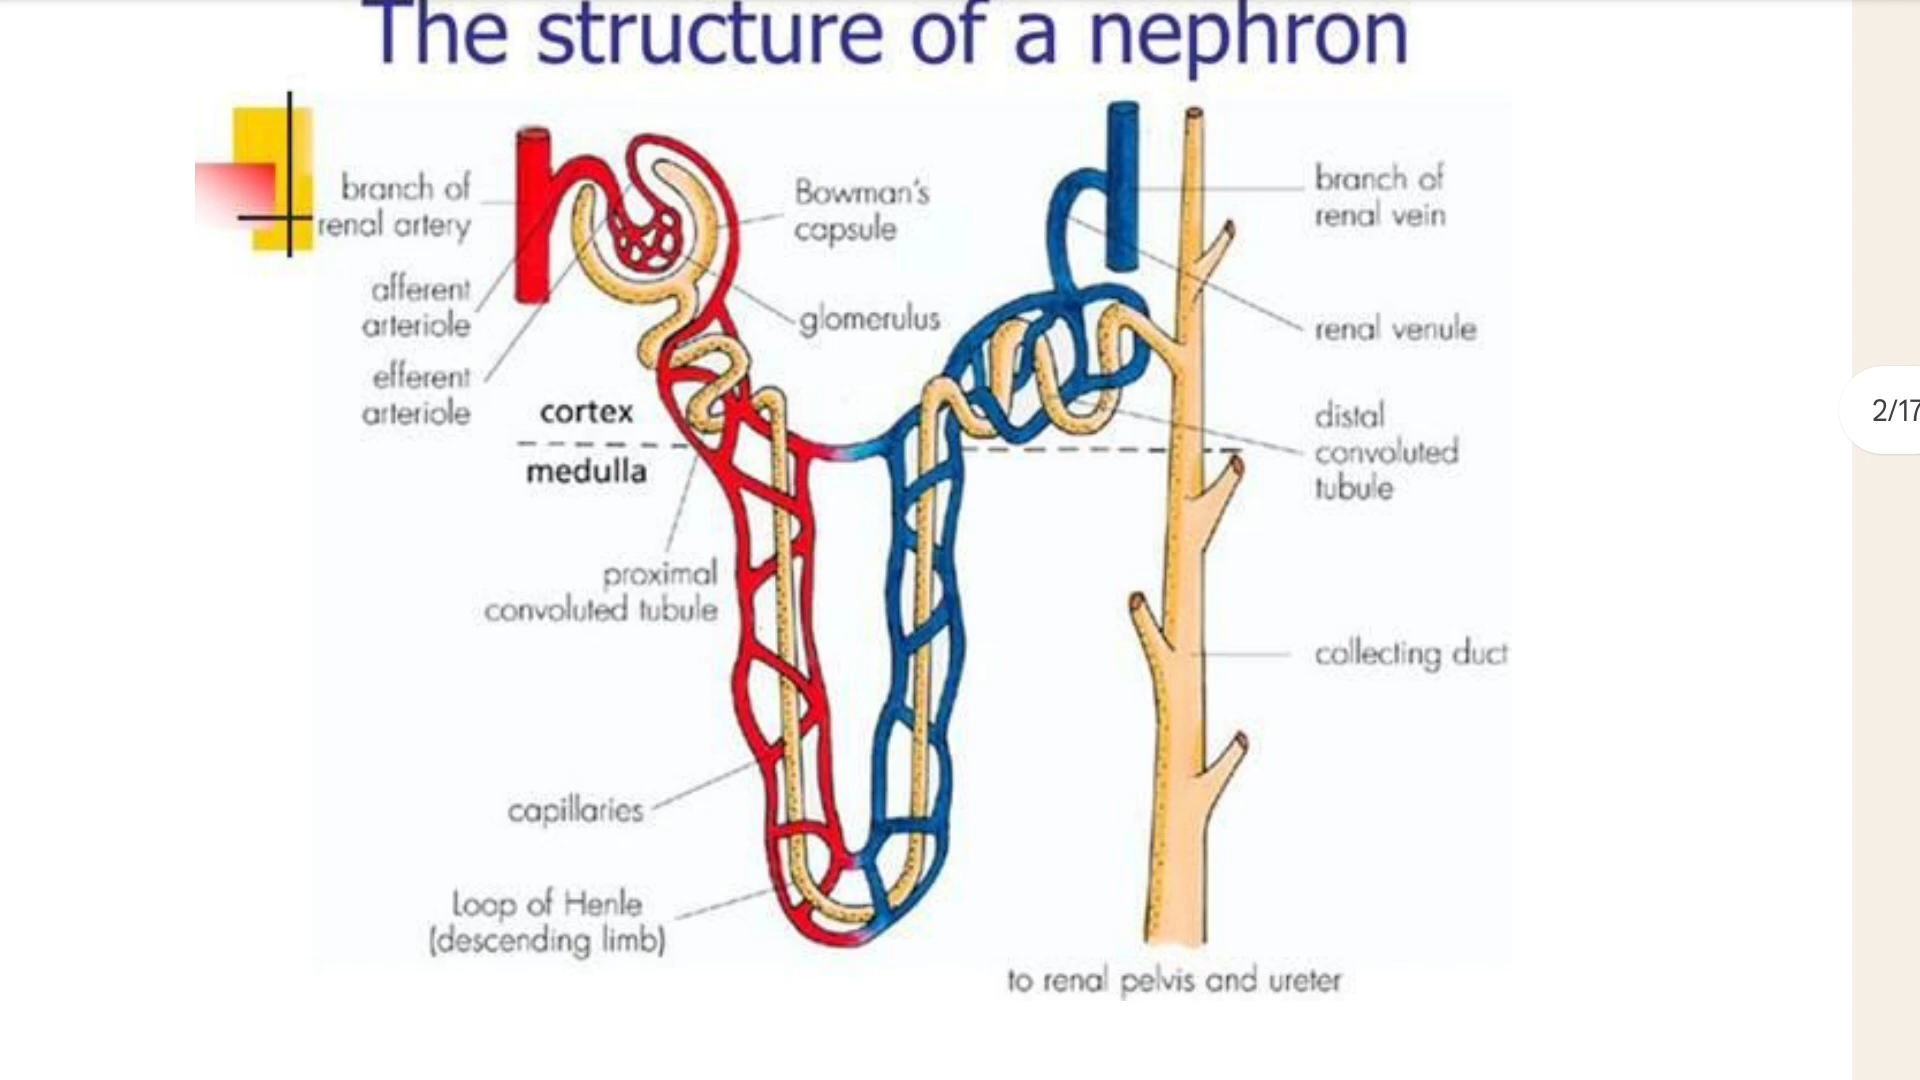 The structure of a nephron
branch of
renal artery
afferent
arteriole
efferent
arteriole
cortex
medulla
proximal
convoluted tubule
capillaries
Loop of Henle
(descending limb)
Bowman's
capsule
glomerulus
branch of
renal vein
renal venule
distal
convoluted
tubule
collecting duct
to renal pelvis and ureter
2/17